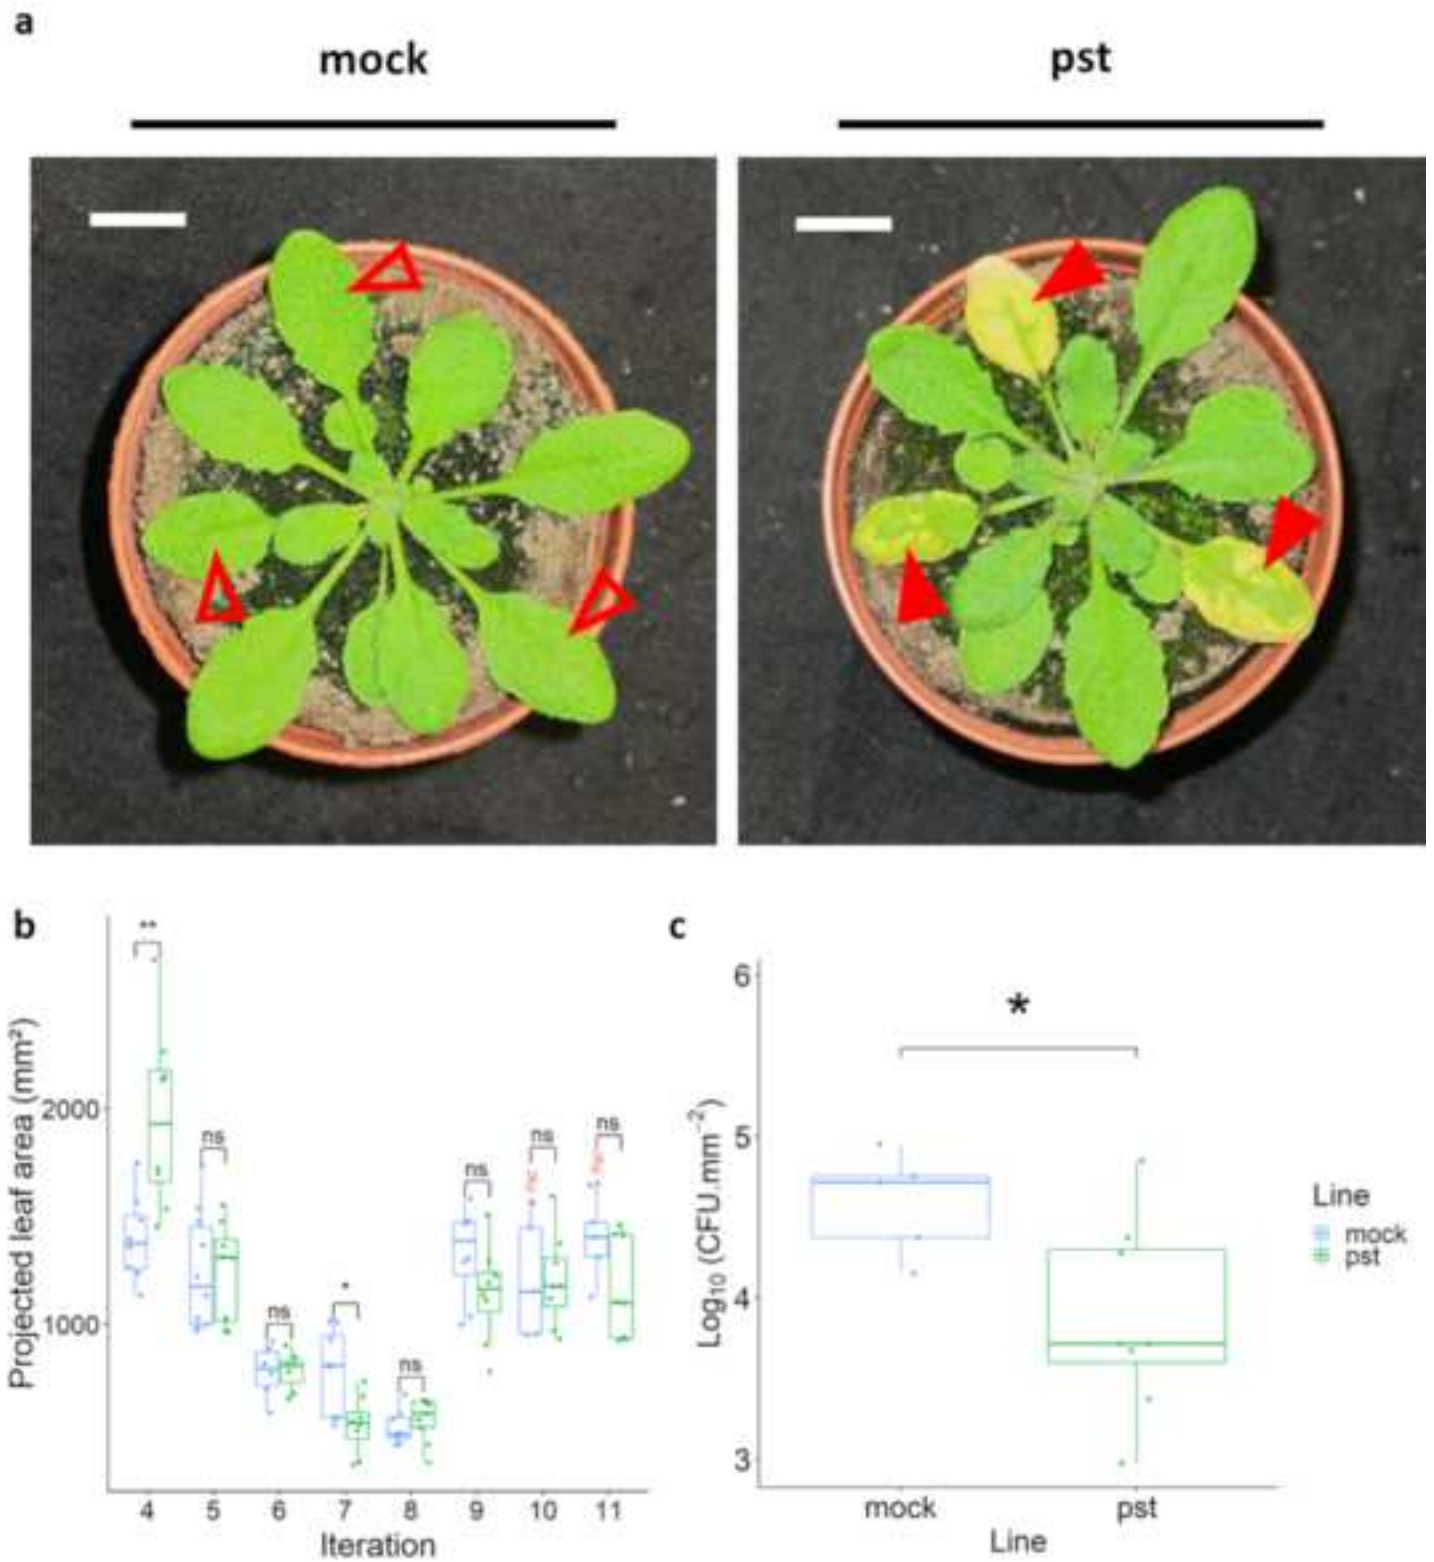 a
mock
pst
b
**
ns
ns
*
ns
ns
ns
ns
Projected leaf area (mm²)
2000
1000
4 5 6 7 8 9 10 11
Iteration
c
*
6
5
4
3
Log₁₀ (CFU.mm⁻²)
mock pst
Line
Line
mock
pst